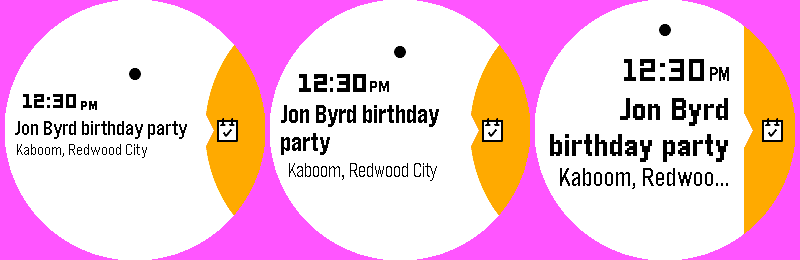 12:30 PM
Jon Byrd birthday party
Kaboom, Redwood City
12:30 PM
Jon Byrd birthday
party
Kaboom, Redwood City
12:30 PM
Jon Byrd
birthday party
Kaboom, Redwoo...